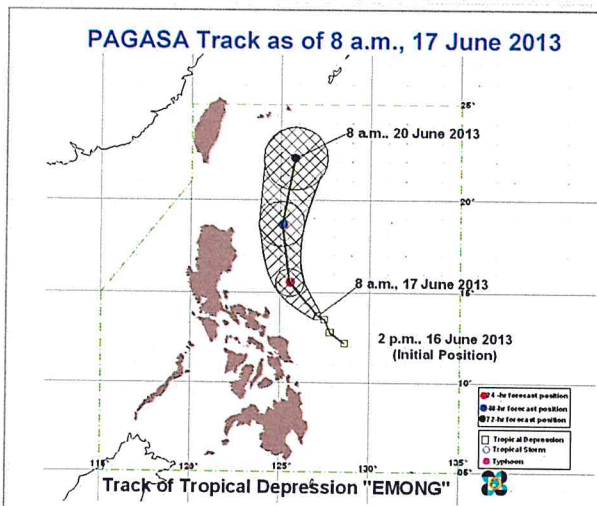 PAGASA Track as of 8 a.m., 17 June 2013
25°
8 a.m.. 20 June 2013
20°
8 a.m., 17 June 2013
15°
2 p.m., 16 June 2013
(Initial Position)
10°
24 -hr forecast position
48 -hr forecast position
72 -hr forecast position
Tropical Depression
Tropical Storm
Typhoon
115° 120° 125° 130° 135° 05°
Track of Tropical Depression "EMONG"